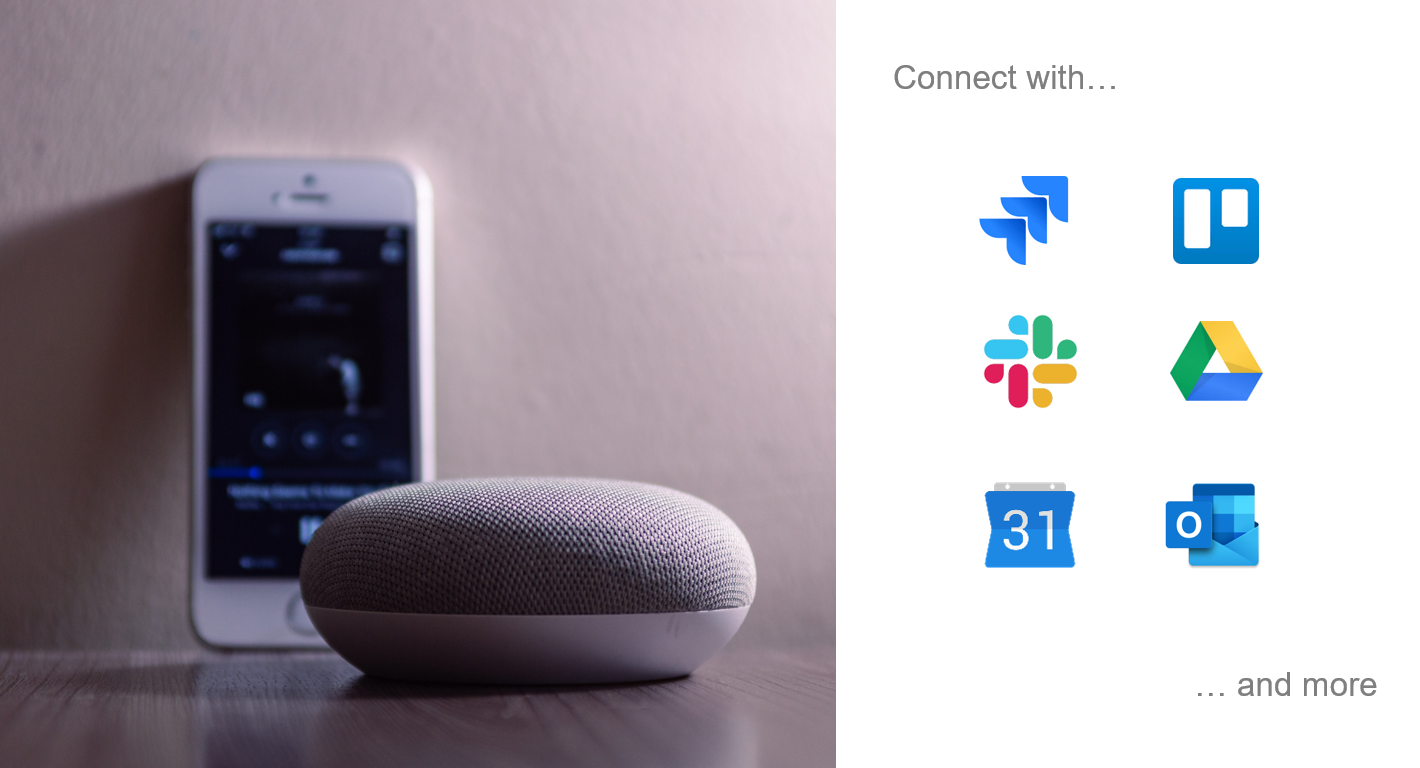 Connect with…
31
O
… and more